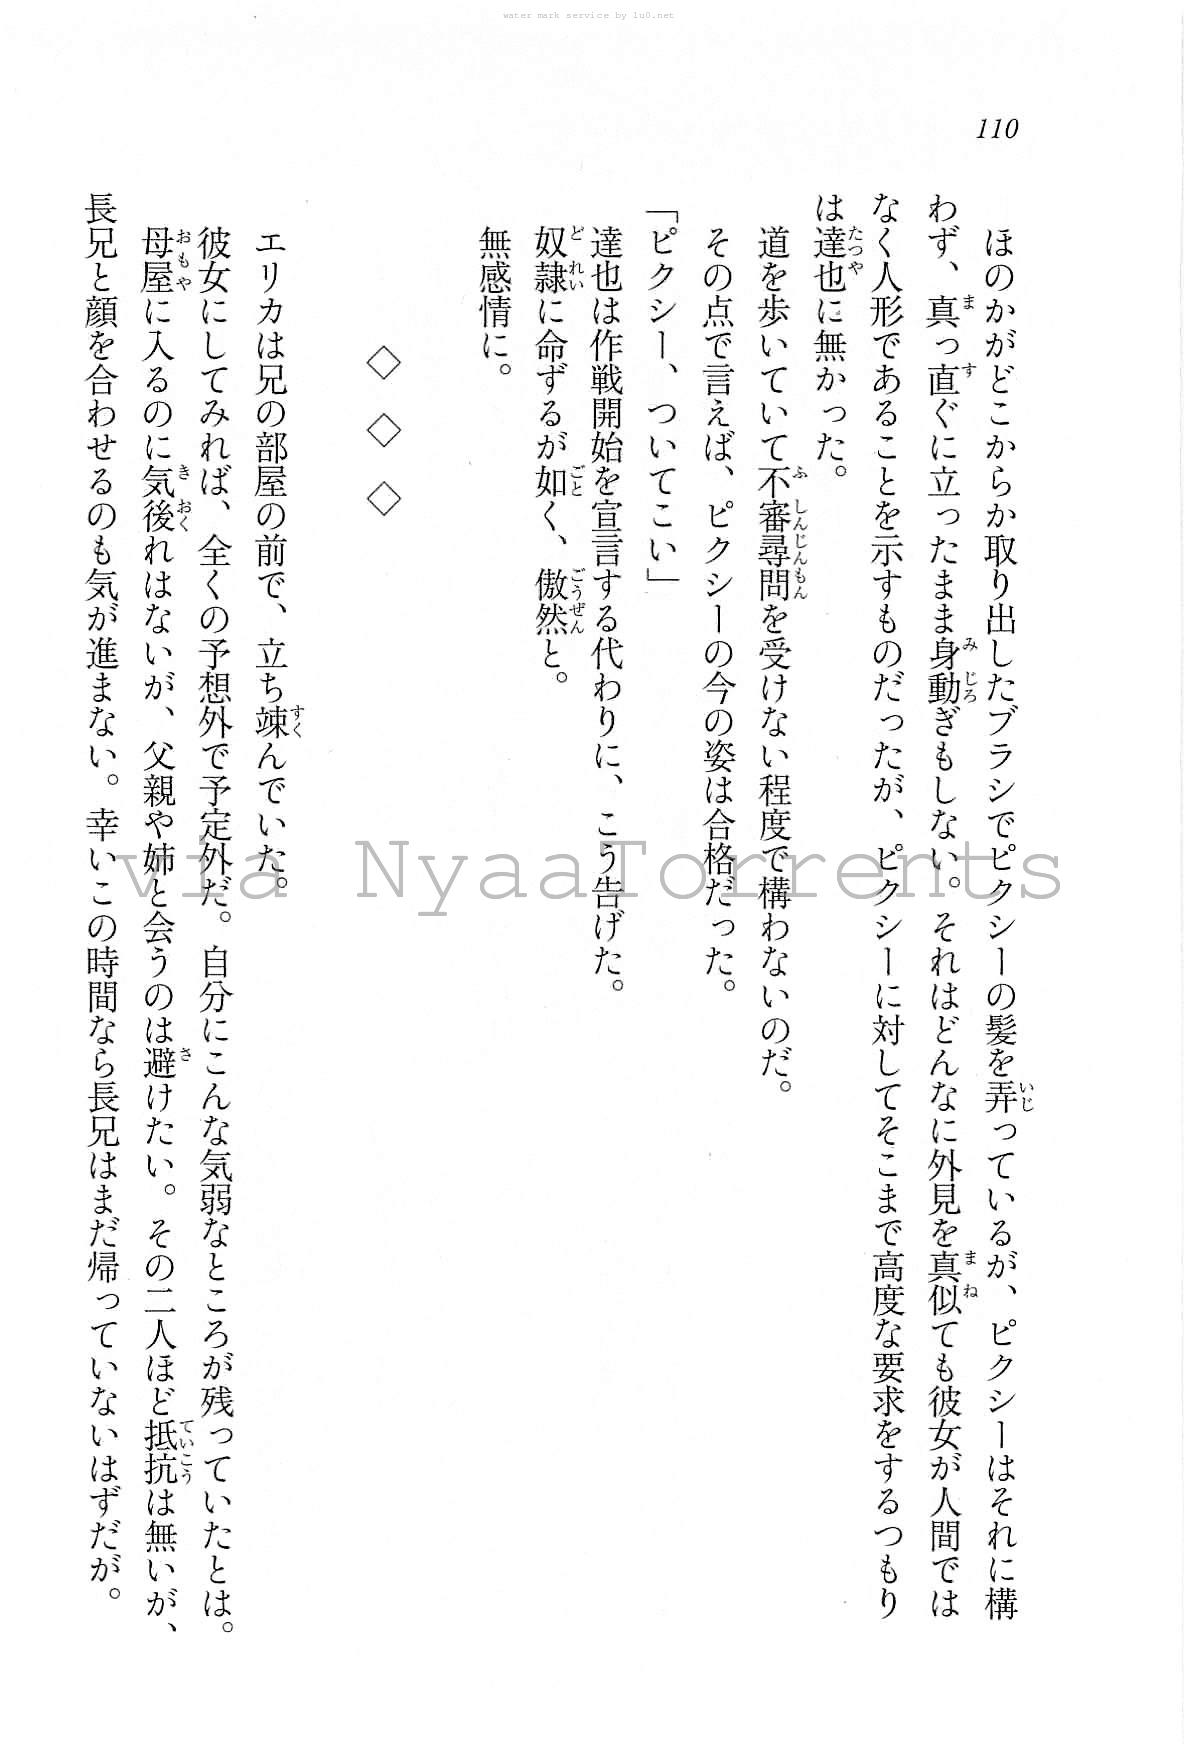 water mark service by lu0.net
110
ほのかがどこからか取り出したブラシでピクシーの髪を弄っているが、ピクシーはそれに構
わず、真っ直ぐに立ったまま身動ぎもしない。それはどんなに外見を真似ても彼女が人間では
なく人形であることを示すものだったが、ピクシーに対してそこまで高度な要求をするつもり
は達也に無かった。
道を歩いていて不審尋問を受けない程度で構わないのだ。
その点で言えば、ピクシーの今の姿は合格だった。
「ピクシー、ついてこい」
達也は作戦開始を宣言する代わりに、こう告げた。
奴隷に命ずるが如く、傲然と。
無感情に。
◇ ◇ ◇
エリカは兄の部屋の前で、立ち竦んでいた。
彼女にしてみれば、全くの予想外で予定外だ。自分にこんな気弱なところが残っていたとは。
母屋に入るのに気後れはないが、父親や姉と会うのは避けたい。その二人ほど抵抗は無いが、
長兄と顔を合わせるのも気が進まない。幸いこの時間なら長兄はまだ帰っていないはずだが。
via NyaaTorrents